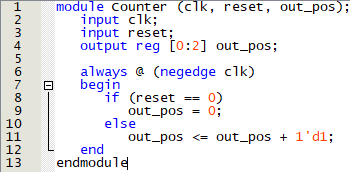 1 module Counter (clk, reset, out_pos);
2 input clk;
3 input reset;
4 output reg [0:2] out_pos;
5
6 always @ (negedge clk)
7 begin
8 if (reset == 0)
9 out_pos = 0;
10 else
11 out_pos <= out_pos + 1'd1;
12 end
13 endmodule